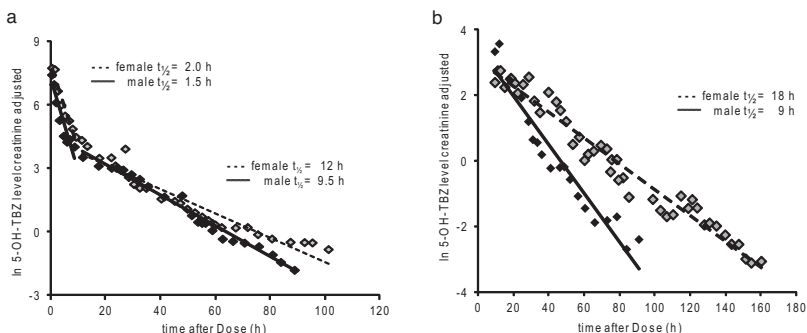 a
9
6
3
0
-3
0
20
40
60
80
100
120
ln 5-OH-TBZ level creatinine adjusted
time after Dose (h)
female t½= 2.0 h
male t½= 1.5 h
female t½= 12 h
male t½= 9.5 h
b
4
2
0
-2
-4
0
20
40
60
80
100
120
140
160
180
ln 5-OH-TBZ level creatinine adjusted
time after Dose (h)
female t½= 18 h
male t½= 9 h